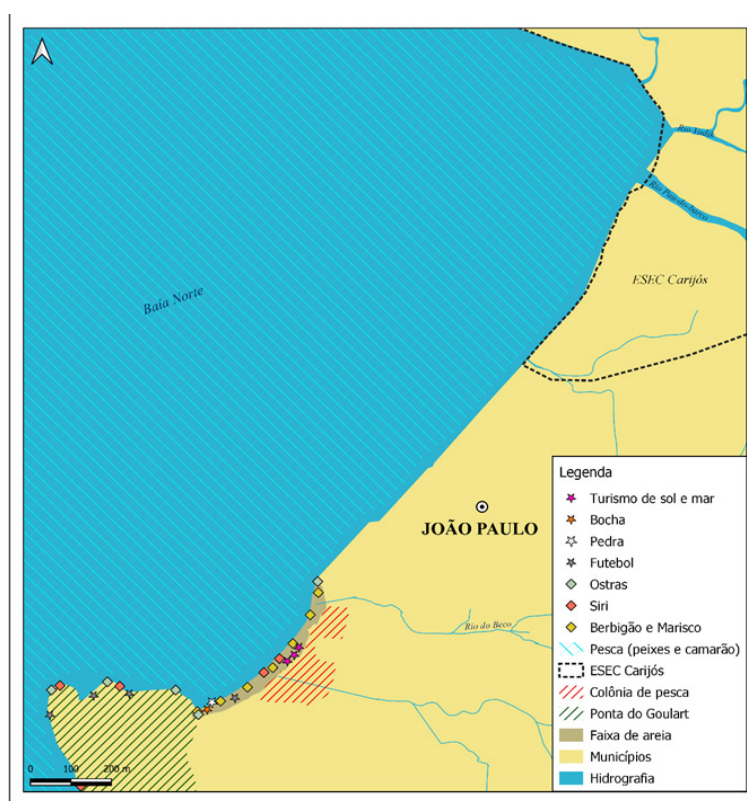 Rio Ratones
Baía Norte
ESEC Carijós
Legenda
Turismo de sol e mar
Bocha
JOÃO PAULO
Pedra
Futebol
Ostras
Siri
Rio do Beco
Berbigão e Marisco
Pesca (peixes e camarão)
ESEC Carijós
Colônia de pesca
Ponta do Goulart
Faixa de areia
Municípios
Hidrografia
0 100 200 m